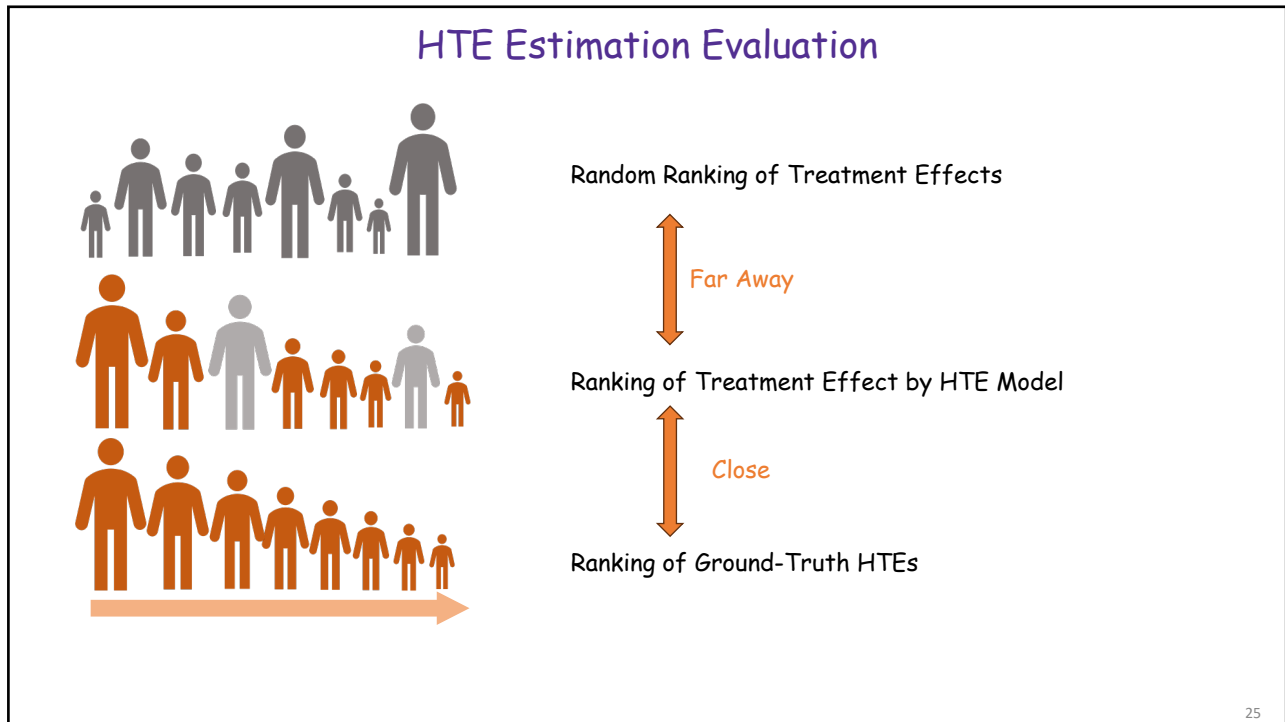 HTE Estimation Evaluation
Random Ranking of Treatment Effects
Far Away
Ranking of Treatment Effect by HTE Model
Close
Ranking of Ground-Truth HTEs
25